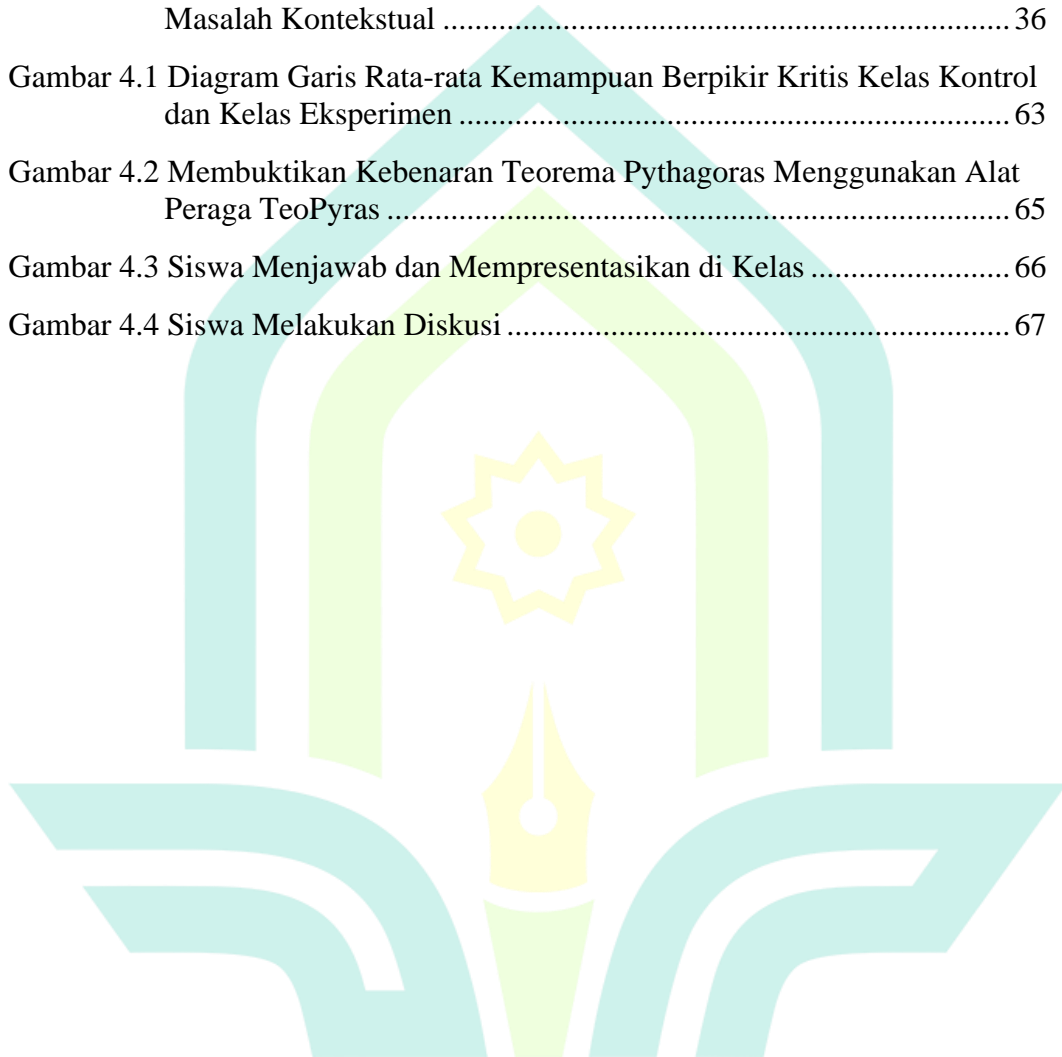 Masalah Kontekstual ..................................................................... 36
Gambar 4.1 Diagram Garis Rata-rata Kemampuan Berpikir Kritis Kelas Kontrol
dan Kelas Eksperimen ................................................................... 63
Gambar 4.2 Membuktikan Kebenaran Teorema Pythagoras Menggunakan Alat
Peraga TeoPyras ............................................................................ 65
Gambar 4.3 Siswa Menjawab dan Mempresentasikan di Kelas ........................ 66
Gambar 4.4 Siswa Melakukan Diskusi ............................................................. 67